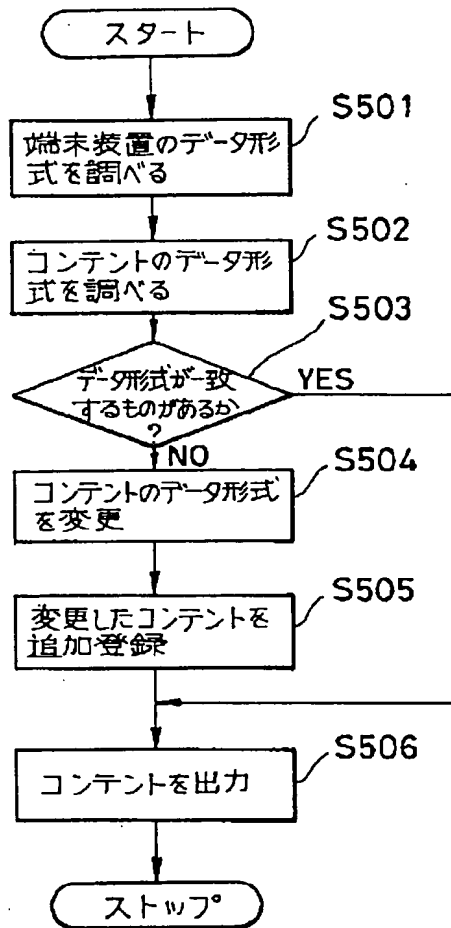 スタート
S501
端末装置のデータ形
式を調べる
S502
コンテントのデータ形
式を調べる
S503
データ形式が一致
するものがあるか
?
YES
NO
S504
コンテントのデータ形式
を変更
S505
変更したコンテントを
追加登録
S506
コンテントを出力
ストップ